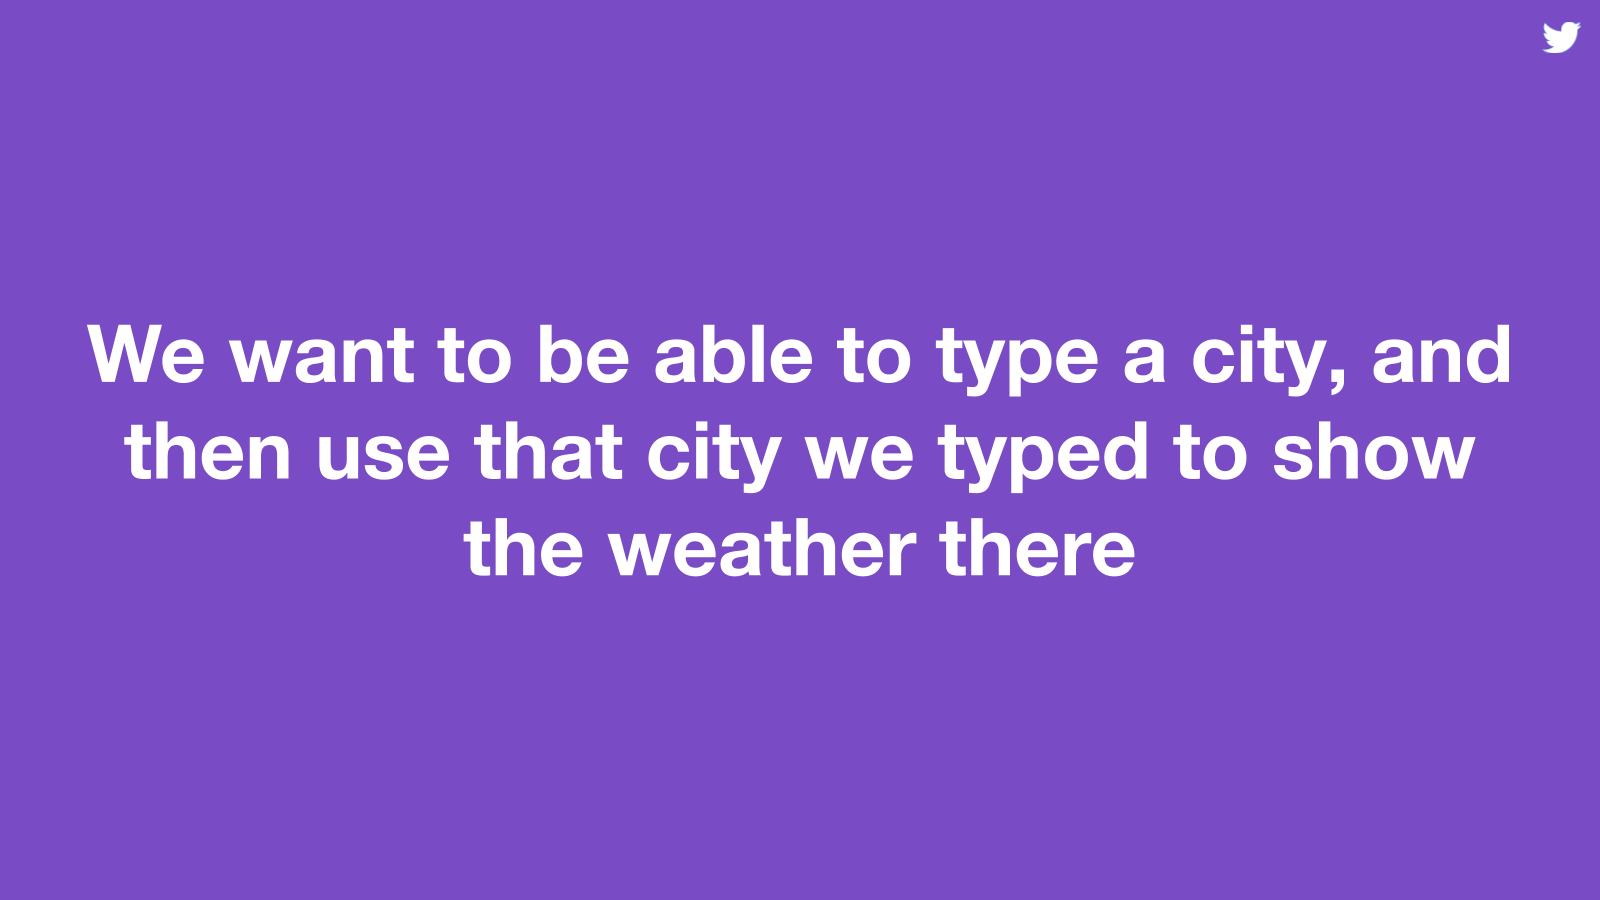 We want to be able to type a city, and
then use that city we typed to show
the weather there